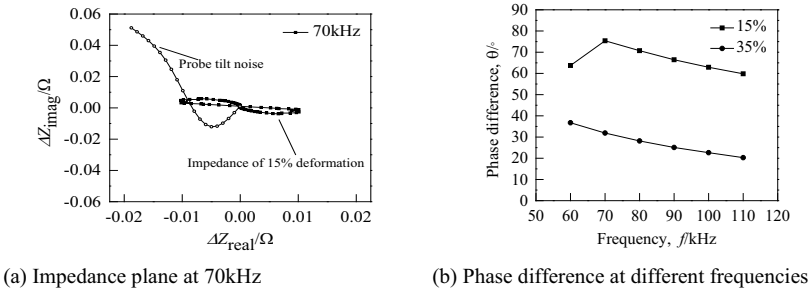 0.06
0.04
0.02
0.00
-0.02
-0.04
-0.06
-0.02
-0.01
0.00
0.01
0.02
ΔZimag/Ω
ΔZreal/Ω
70kHz
Probe tilt noise
Impedance of 15% deformation
(a) Impedance plane at 70kHz
90
80
70
60
50
40
30
20
10
0
50 60 70 80 90 100 110 120
Phase difference, θ/°
Frequency, f/kHz
15%
35%
(b) Phase difference at different frequencies